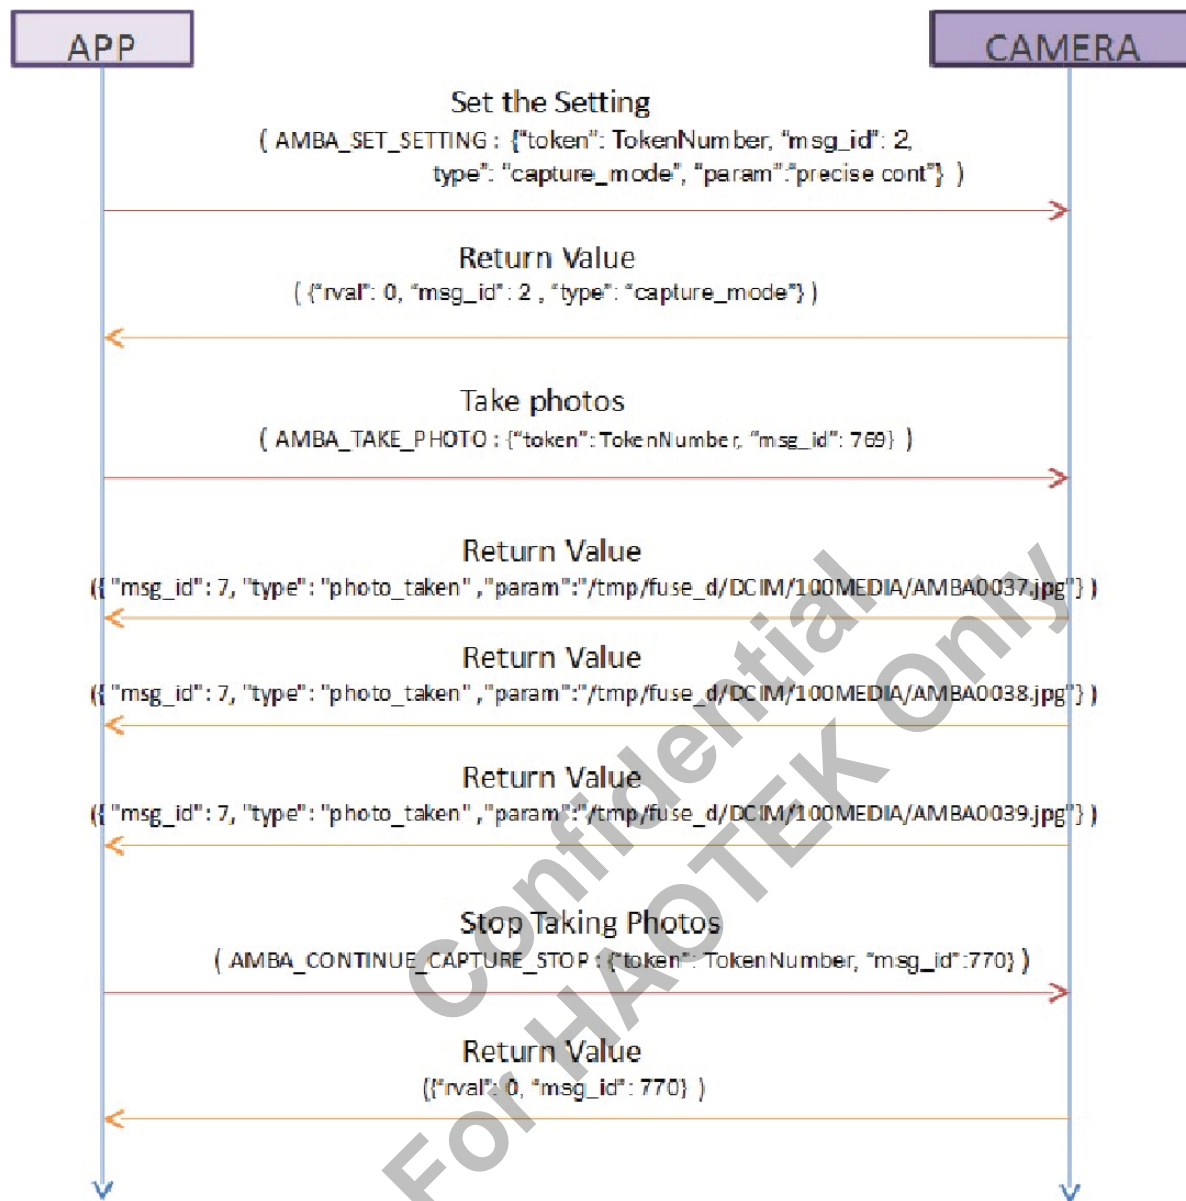 APP
CAMERA
Set the Setting
( AMBA_SET_SETTING : {"token": TokenNumber, "msg_id": 2,
type": "capture_mode", "param":"precise cont"} )
Return Value
( {"rval": 0, "msg_id": 2 , "type": "capture_mode"} )
Take photos
( AMBA_TAKE_PHOTO : {"token": TokenNumber, "msg_id": 769} )
Return Value
({ "msg_id": 7, "type": "photo_taken" ,"param":"/tmp/fuse_d/DCIM/100MEDIA/AMBA0037.jpg"} )
Return Value
({ "msg_id": 7, "type": "photo_taken" ,"param":"/tmp/fuse_d/DCIM/100MEDIA/AMBA0038.jpg"} )
Return Value
({ "msg_id": 7, "type": "photo_taken" ,"param":"/tmp/fuse_d/DCIM/100MEDIA/AMBA0039.jpg"} )
Stop Taking Photos
( AMBA_CONTINUE_CAPTURE_STOP : {"token": TokenNumber, "msg_id":770} )
Return Value
({"rval": 0, "msg_id": 770} )
Confidential
For HAOTEK Only